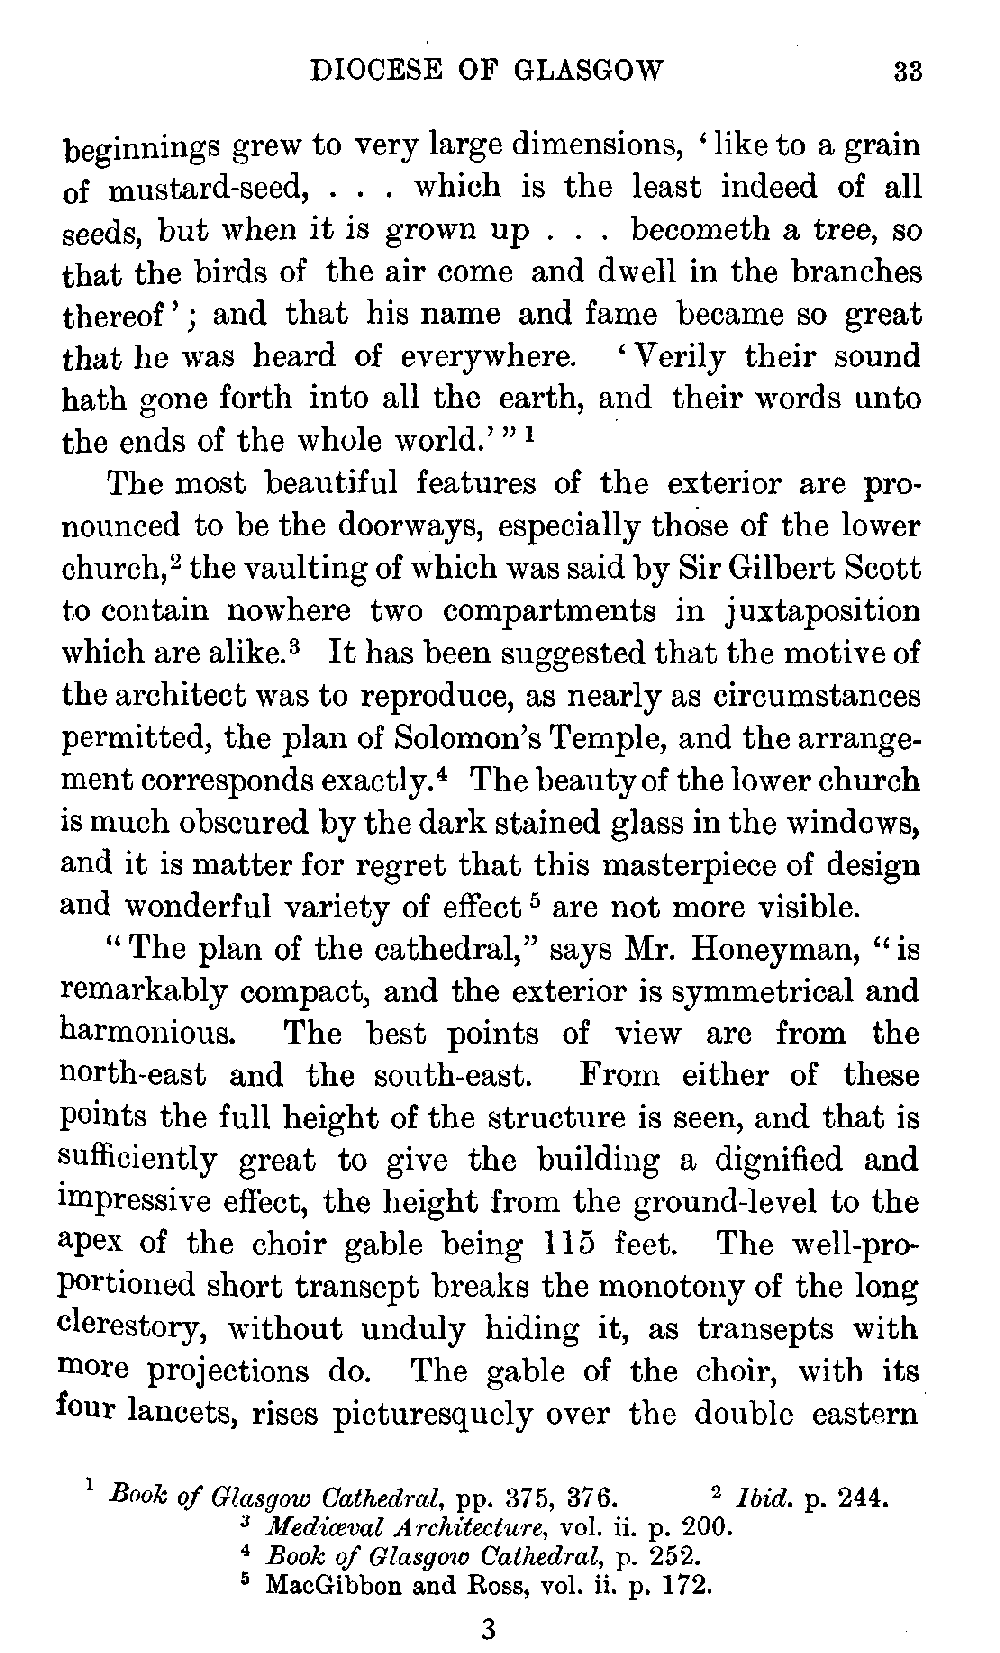 DIOCESE OF GLASGOW 33
beginnings grew to very large dimensions, ‘like to a grain
of mustard-seed, . . . which is the least indeed of all
seeds, but when it is grown up . . . becometh a tree, so
that the birds of the air come and dwell in the branches
thereof’; and that his name and fame became so great
that he was heard of everywhere. ‘Verily their sound
hath gone forth into all the earth, and their words unto
the ends of the whole world.’”¹
The most beautiful features of the exterior are pro-
nounced to be the doorways, especially those of the lower
church,² the vaulting of which was said by Sir Gilbert Scott
to contain nowhere two compartments in juxtaposition
which are alike.³ It has been suggested that the motive of
the architect was to reproduce, as nearly as circumstances
permitted, the plan of Solomon’s Temple, and the arrange-
ment corresponds exactly.⁴ The beauty of the lower church
is much obscured by the dark stained glass in the windows,
and it is matter for regret that this masterpiece of design
and wonderful variety of effect⁵ are not more visible.
“The plan of the cathedral,” says Mr. Honeyman, “is
remarkably compact, and the exterior is symmetrical and
harmonious. The best points of view are from the
north-east and the south-east. From either of these
points the full height of the structure is seen, and that is
sufficiently great to give the building a dignified and
impressive effect, the height from the ground-level to the
apex of the choir gable being 115 feet. The well-pro-
portioned short transept breaks the monotony of the long
clerestory, without unduly hiding it, as transepts with
more projections do. The gable of the choir, with its
four lancets, rises picturesquely over the double eastern
¹ Book of Glasgow Cathedral, pp. 375, 376. ² Ibid. p. 244.
³ Mediæval Architecture, vol. ii. p. 200.
⁴ Book of Glasgow Cathedral, p. 252.
⁵ MacGibbon and Ross, vol. ii. p. 172.
3